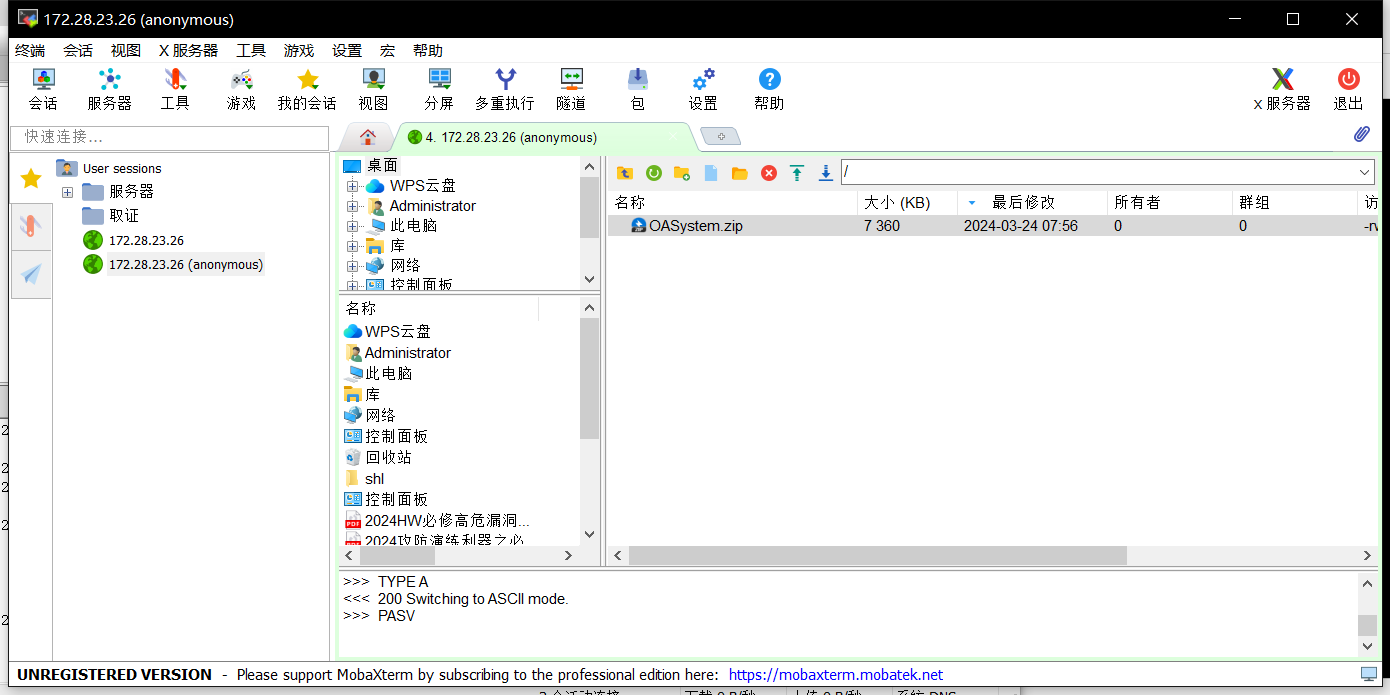 172.28.23.26 (anonymous)
终端 会话 视图 X 服务器 工具 游戏 设置 宏 帮助
会话 服务器 工具 游戏 我的会话 视图 分屏 多重执行 隧道 包 设置 帮助 X 服务器 退出
快速连接...
4. 172.28.23.26 (anonymous)
User sessions
服务器
取证
172.28.23.26
172.28.23.26 (anonymous)
桌面
WPS云盘
Administrator
此电脑
库
网络
控制面板
名称
WPS云盘
Administrator
此电脑
库
网络
控制面板
回收站
shl
控制面板
2024HW必修高危漏洞...
2024攻防演练利器之必
/
名称 大小 (KB) 最后修改 所有者 群组 访
OASystem.zip 7 360 2024-03-24 07:56 0 0 -rv
>>> TYPE A
<<< 200 Switching to ASCII mode.
>>> PASV
UNREGISTERED VERSION - Please support MobaXterm by subscribing to the professional edition here: https://mobaxterm.mobatek.net